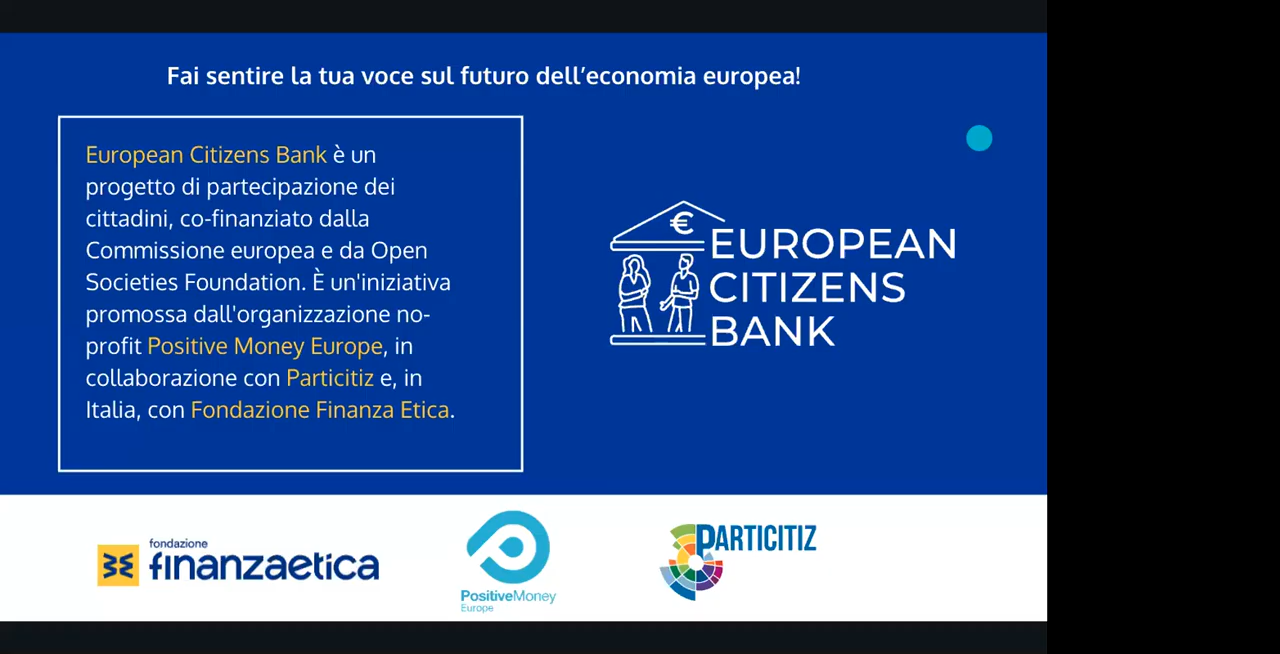 Fai sentire la tua voce sul futuro dell’economia europea!
European Citizens Bank è un
progetto di partecipazione dei
cittadini, co-finanziato dalla
Commissione europea e da Open
Societies Foundation. È un'iniziativa
promossa dall'organizzazione no-
profit Positive Money Europe, in
collaborazione con Particitiz e, in
Italia, con Fondazione Finanza Etica.
€
EUROPEAN
CITIZENS
BANK
fondazione
finanzaetica
PositiveMoney
Europe
PARTICITIZ